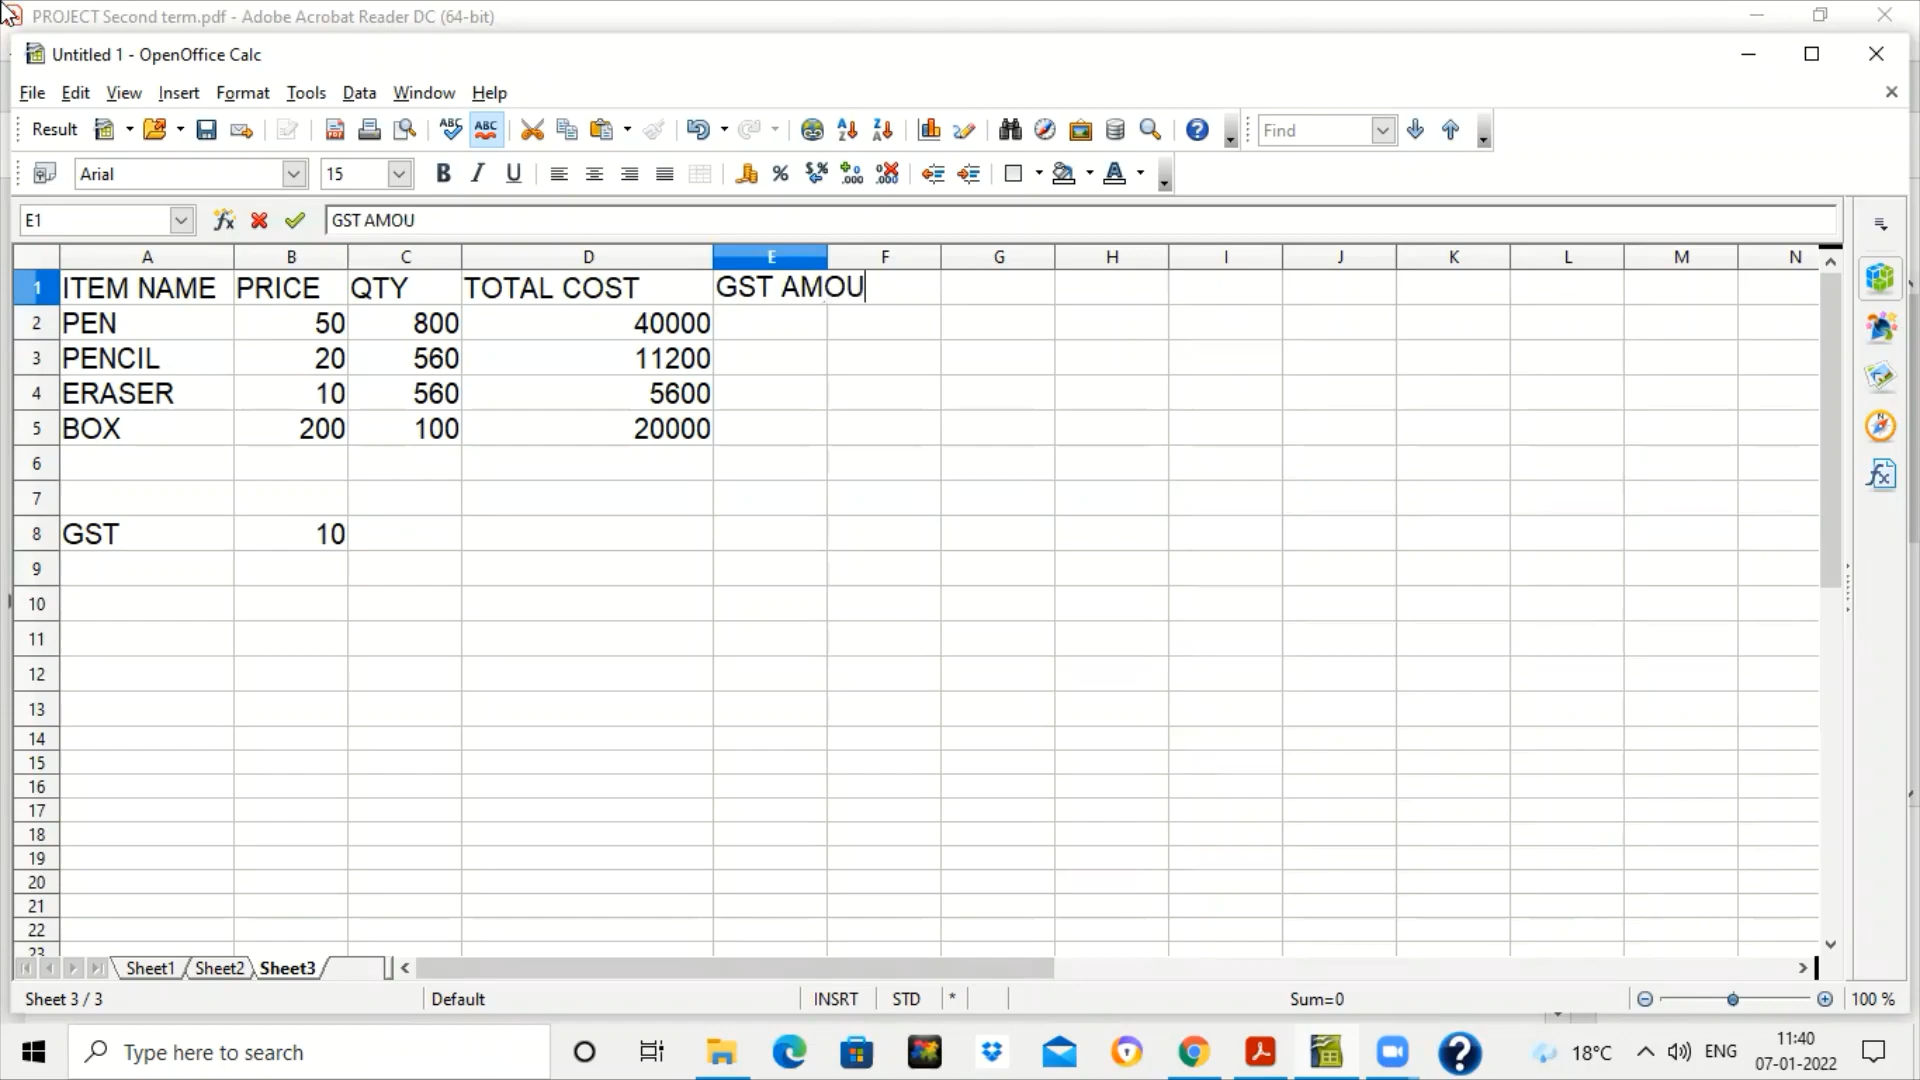 PROJECT Second term.pdf - Adobe Acrobat Reader DC (64-bit)
Untitled 1 - OpenOffice Calc
File Edit View Insert Format Tools Data Window Help
Result Find
Arial 15
E1 GST AMOU
A B C D E F G H I J K L M N
1 ITEM NAME PRICE QTY TOTAL COST GST AMOU
2 PEN 50 800 40000
3 PENCIL 20 560 11200
4 ERASER 10 560 5600
5 BOX 200 100 20000
6
7
8 GST 10
9
10
11
12
13
14
15
16
17
18
19
20
21
22
23
Sheet1 Sheet2 Sheet3
Sheet 3 / 3 Default INSRT STD * Sum=0 100 %
Type here to search 18°C ENG 11:40
07-01-2022